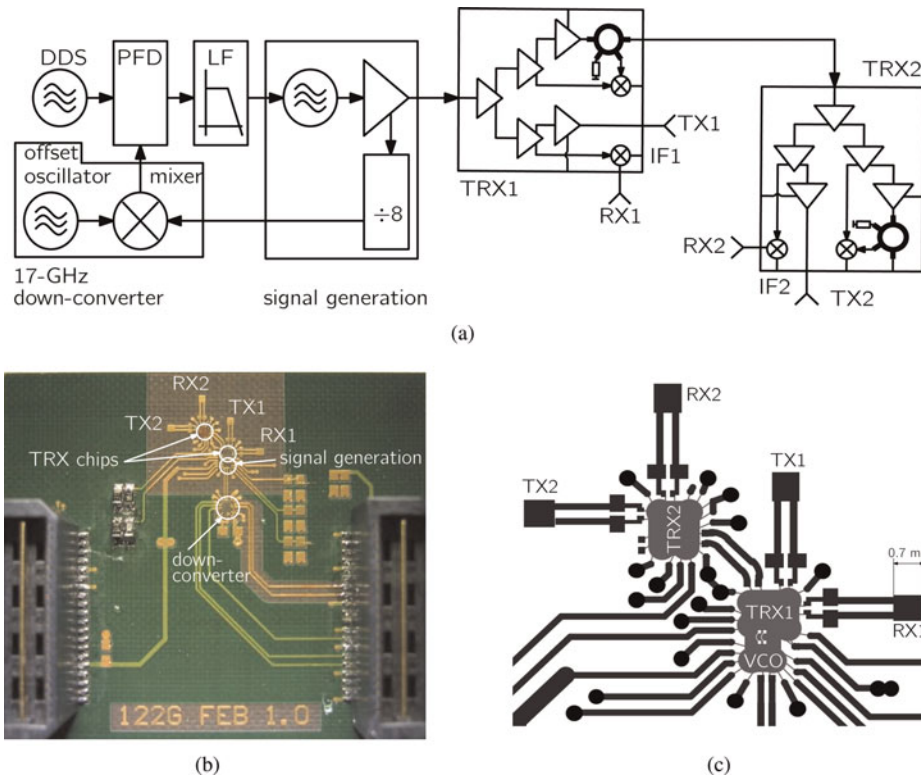 DDS
PFD
LF
TRX2
offset
oscillator
mixer
÷8
TX1
IF1
TRX1
RX1
RX2
17-GHz
down-converter
signal generation
IF2
TX2
(a)
RX2
TX1
TX2
RX1
TRX chips
signal generation
down-
converter
122G FEB 1.0
(b)
RX2
TX1
TX2
TRX2
0.7 m
TRX1
RX1
VCO
(c)